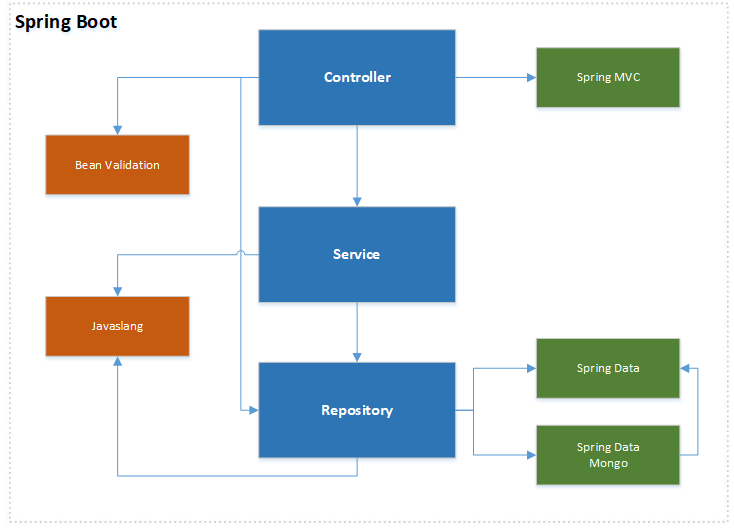 Spring Boot
Controller
Spring MVC
Bean Validation
Service
Javaslang
Spring Data
Repository
Spring Data
Mongo